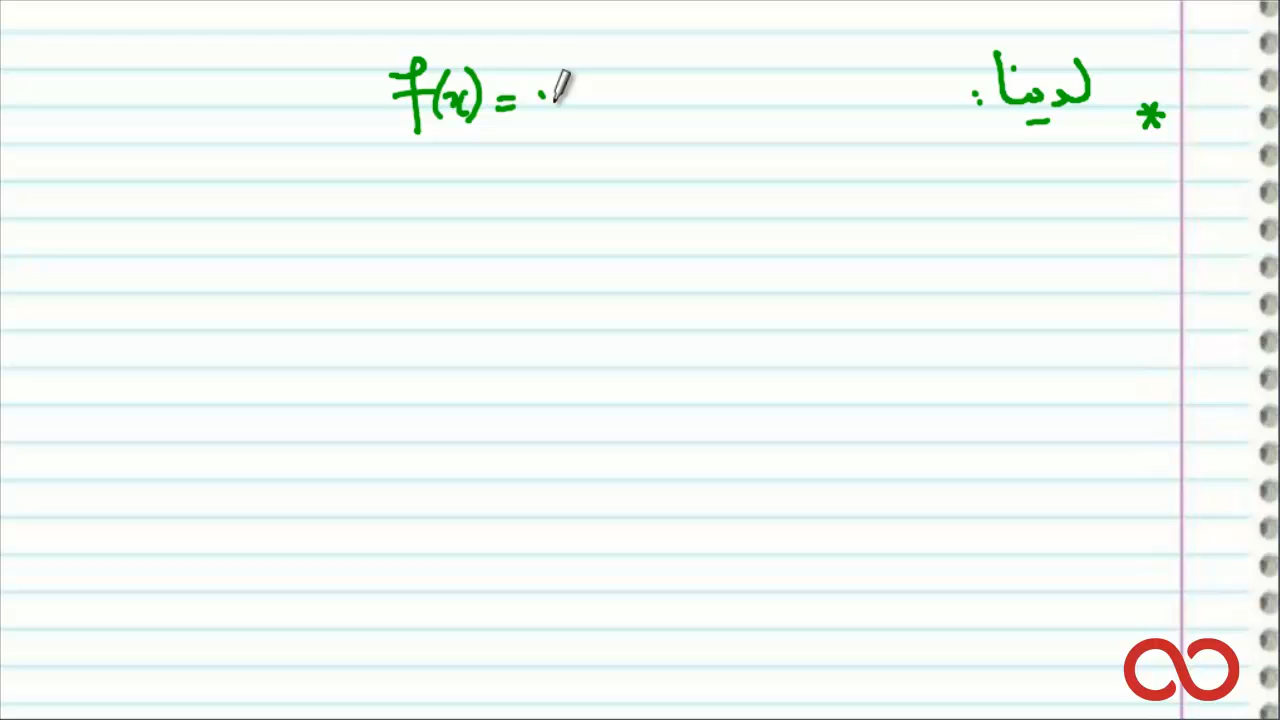 * لدينا : f(x) = .